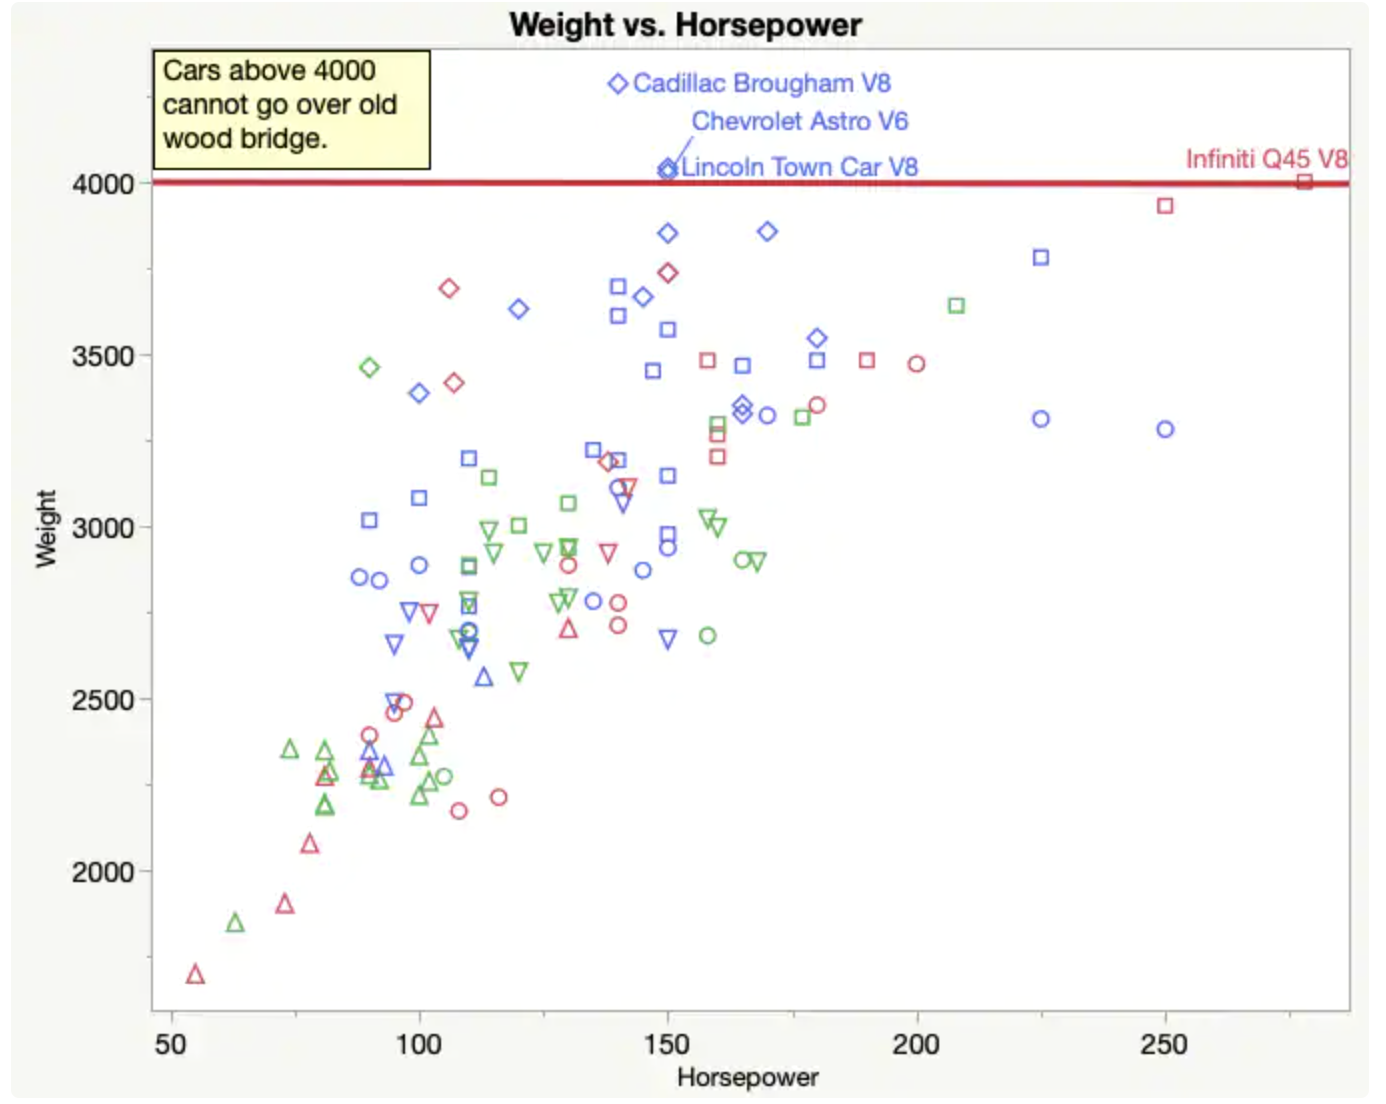 Weight vs. Horsepower
Cars above 4000
cannot go over old
wood bridge.
Cadillac Brougham V8
Chevrolet Astro V6
Lincoln Town Car V8
Infiniti Q45 V8
4000
3500
3000
2500
2000
Weight
50 100 150 200 250
Horsepower